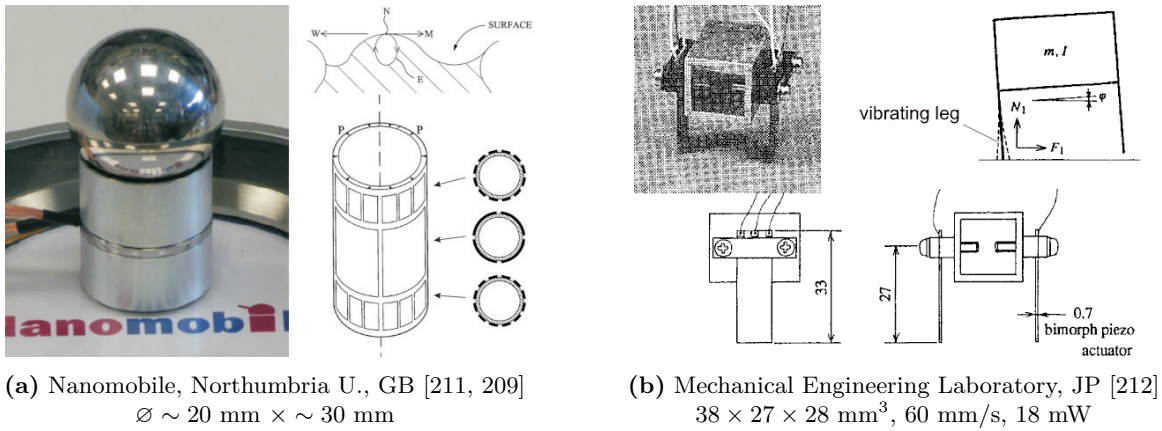 N
SURFACE
W
M
E
P
P
lanomobil
(a) Nanomobile, Northumbria U., GB [211, 209]
∅ ∼ 20 mm × ∼ 30 mm
m, I
φ
vibrating leg
N₁
F₁
33
27
0.7
bimorph piezo
actuator
(b) Mechanical Engineering Laboratory, JP [212]
38 × 27 × 28 mm³, 60 mm/s, 18 mW